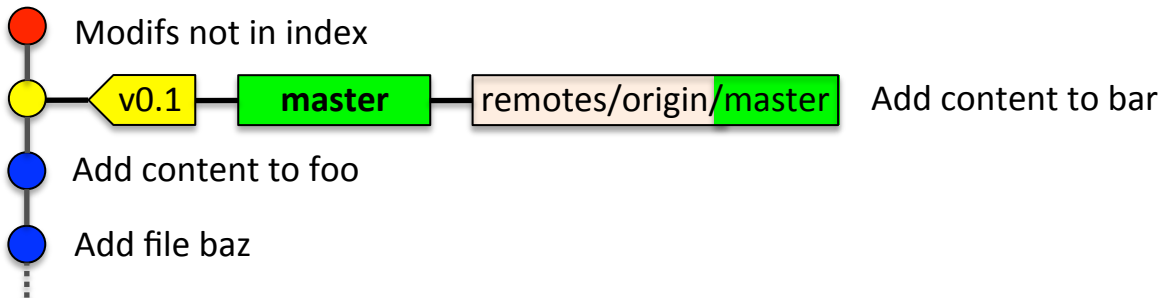 Modifs not in index
v0.1 master remotes/origin/master Add content to bar
Add content to foo
Add file baz